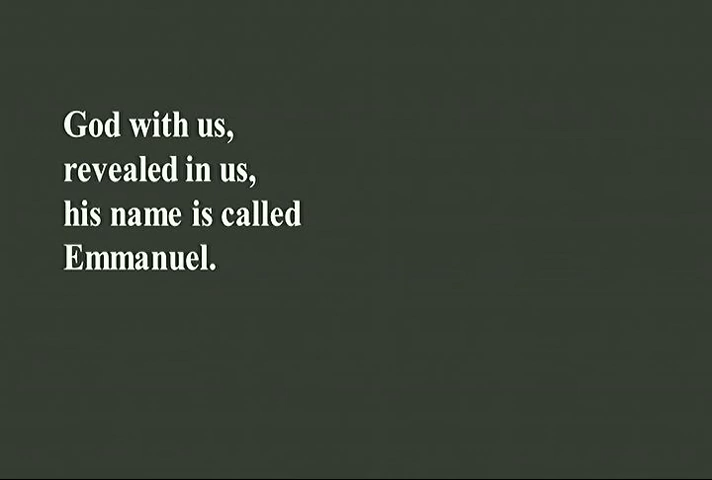 God with us,
revealed in us,
his name is called
Emmanuel.